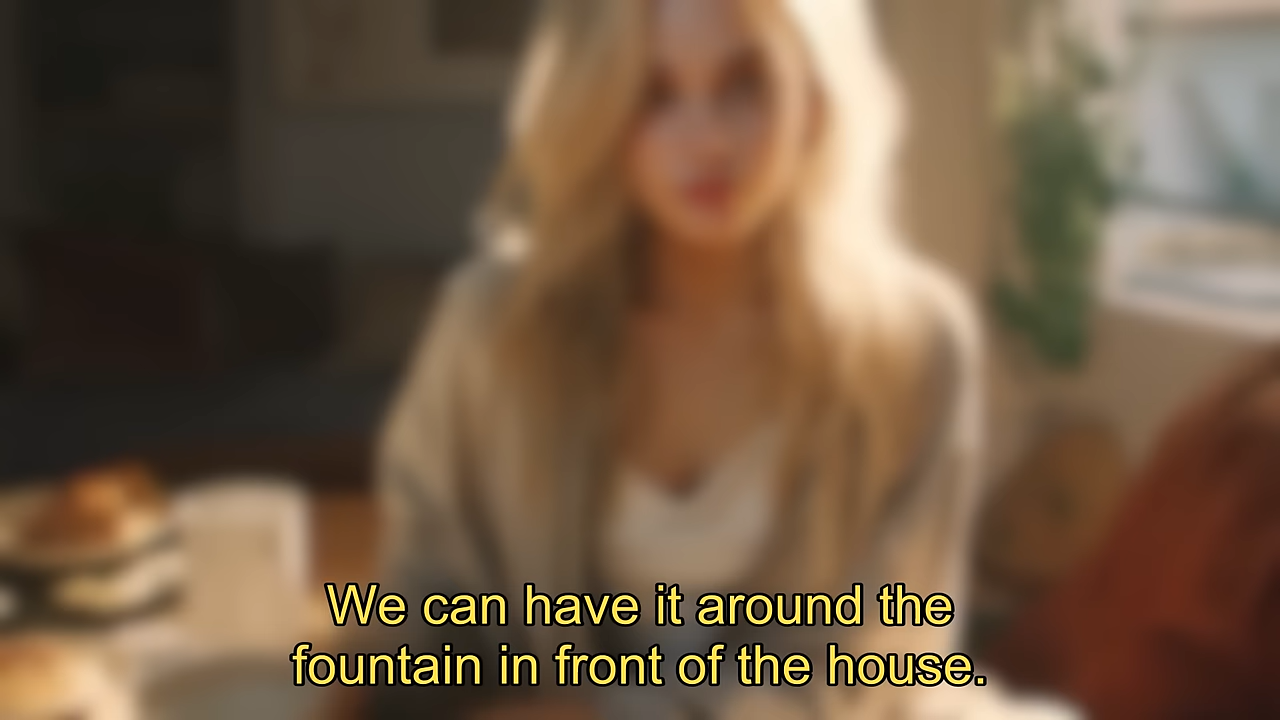 We can have it around the
fountain in front of the house.